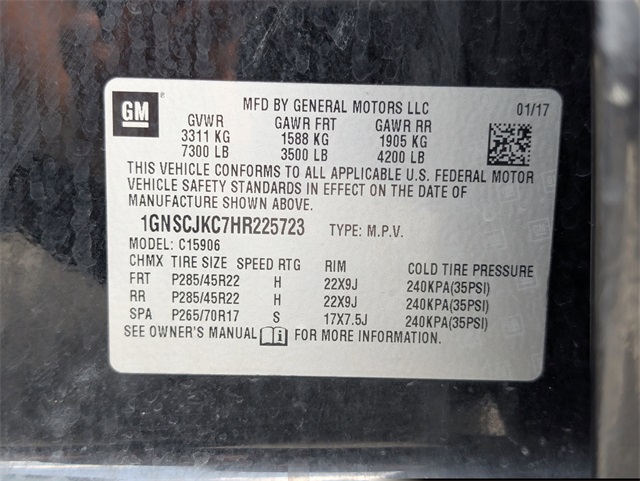 GM
MFD BY GENERAL MOTORS LLC 01/17
GVWR GAWR FRT GAWR RR
3311 KG 1588 KG 1905 KG
7300 LB 3500 LB 4200 LB
THIS VEHICLE CONFORMS TO ALL APPLICABLE U.S. FEDERAL MOTOR
VEHICLE SAFETY STANDARDS IN EFFECT ON THE DATE OF
MANUFACTURE SHOWN ABOVE.
1GNSCJKC7HR225723 TYPE: M.P.V.
MODEL: C15906
CHMX TIRE SIZE SPEED RTG RIM COLD TIRE PRESSURE
FRT P285/45R22 H 22X9J 240KPA(35PSI)
RR P285/45R22 H 22X9J 240KPA(35PSI)
SPA P265/70R17 S 17X7.5J 240KPA(35PSI)
SEE OWNER'S MANUAL FOR MORE INFORMATION.